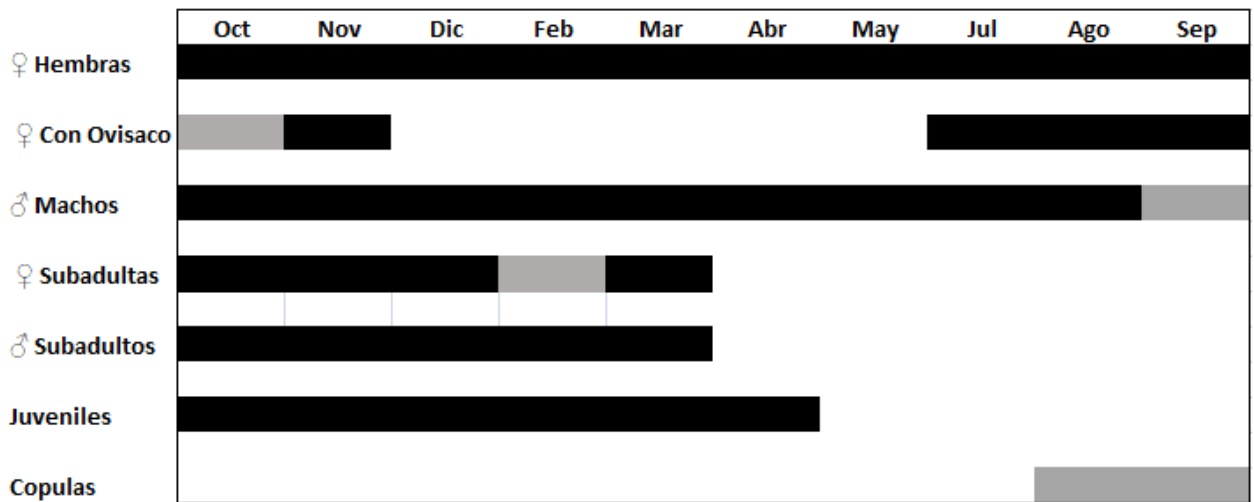 Oct Nov Dic Feb Mar Abr May Jul Ago Sep
♀ Hembras
♀ Con Ovisaco
♂ Machos
♀ Subadultas
♂ Subadultos
Juveniles
Copulas